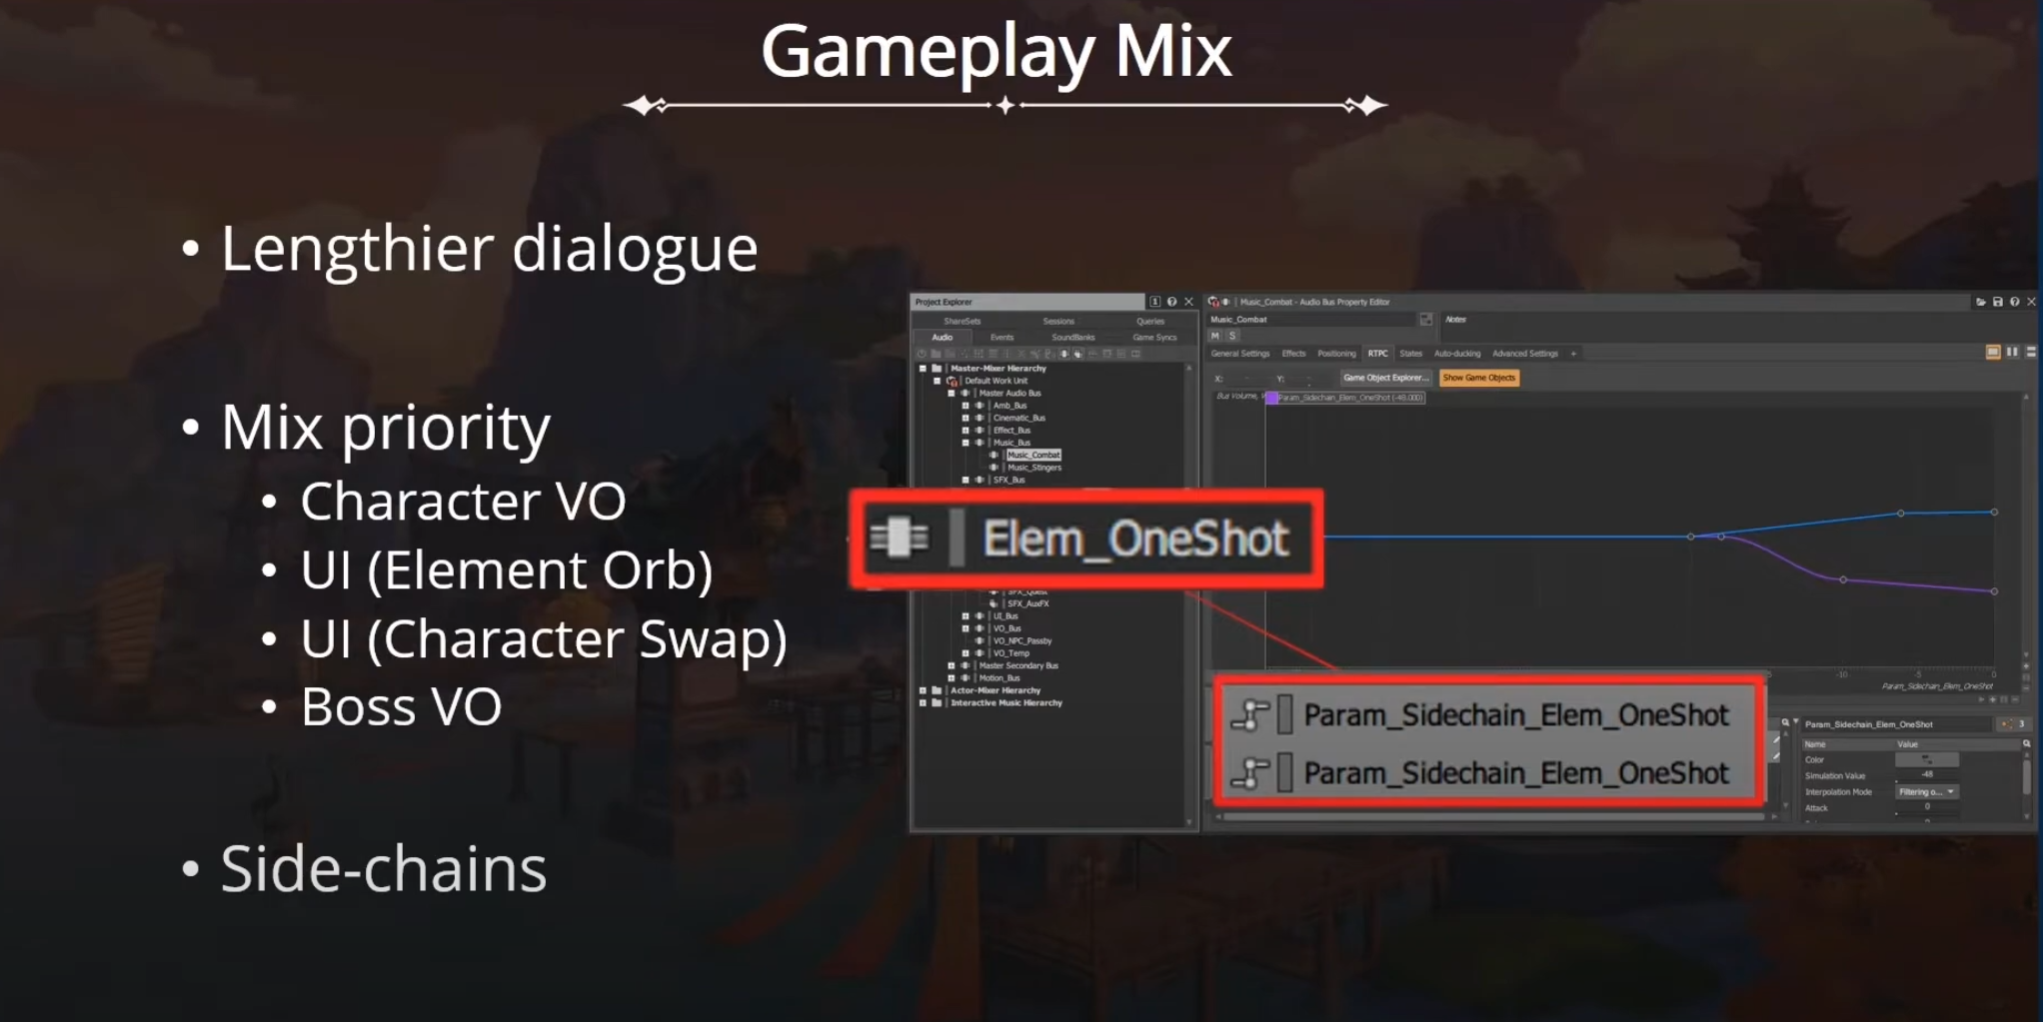 Gameplay Mix
• Lengthier dialogue
• Mix priority
• Character VO
• UI (Element Orb)
• UI (Character Swap)
• Boss VO
• Side-chains
Project Explorer
ShareSets Sessions Queries
Audio Events SoundBanks Game Syncs
Master-Mixer Hierarchy
Default Work Unit
Master Audio Bus
Amb_Bus
Cinematic_Bus
Effect_Bus
Music_Bus
Music_Combat
Music_Stingers
SFX_Bus
Elem_OneShot
SFX_Quest
SFX_AuxFX
UI_Bus
VO_Bus
VO_NPC_Passby
VO_Temp
Master Secondary Bus
Motion_Bus
Actor-Mixer Hierarchy
Interactive Music Hierarchy
Music_Combat - Audio Bus Property Editor
Music_Combat
Notes
M S
General Settings Effects Positioning RTPC States Auto-ducking Advanced Settings +
X: Y: Game Object Explorer... Show Game Objects
Bus Volume,
Param_Sidechain_Elem_OneShot (-48.000)
-10 -5 0
Param_Sidechain_Elem_OneShot
Param_Sidechain_Elem_OneShot
Param_Sidechain_Elem_OneShot
Param_Sidechain_Elem_OneShot
3
Name Value
Color
Simulation Value -48
Interpolation Mode Filtering o...
Attack 0